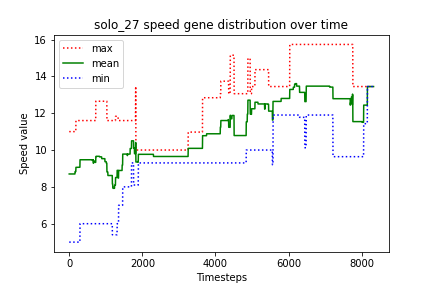 solo_27 speed gene distribution over time
16
14
12
10
8
6
Speed value
max
mean
min
0
2000
4000
6000
8000
Timesteps